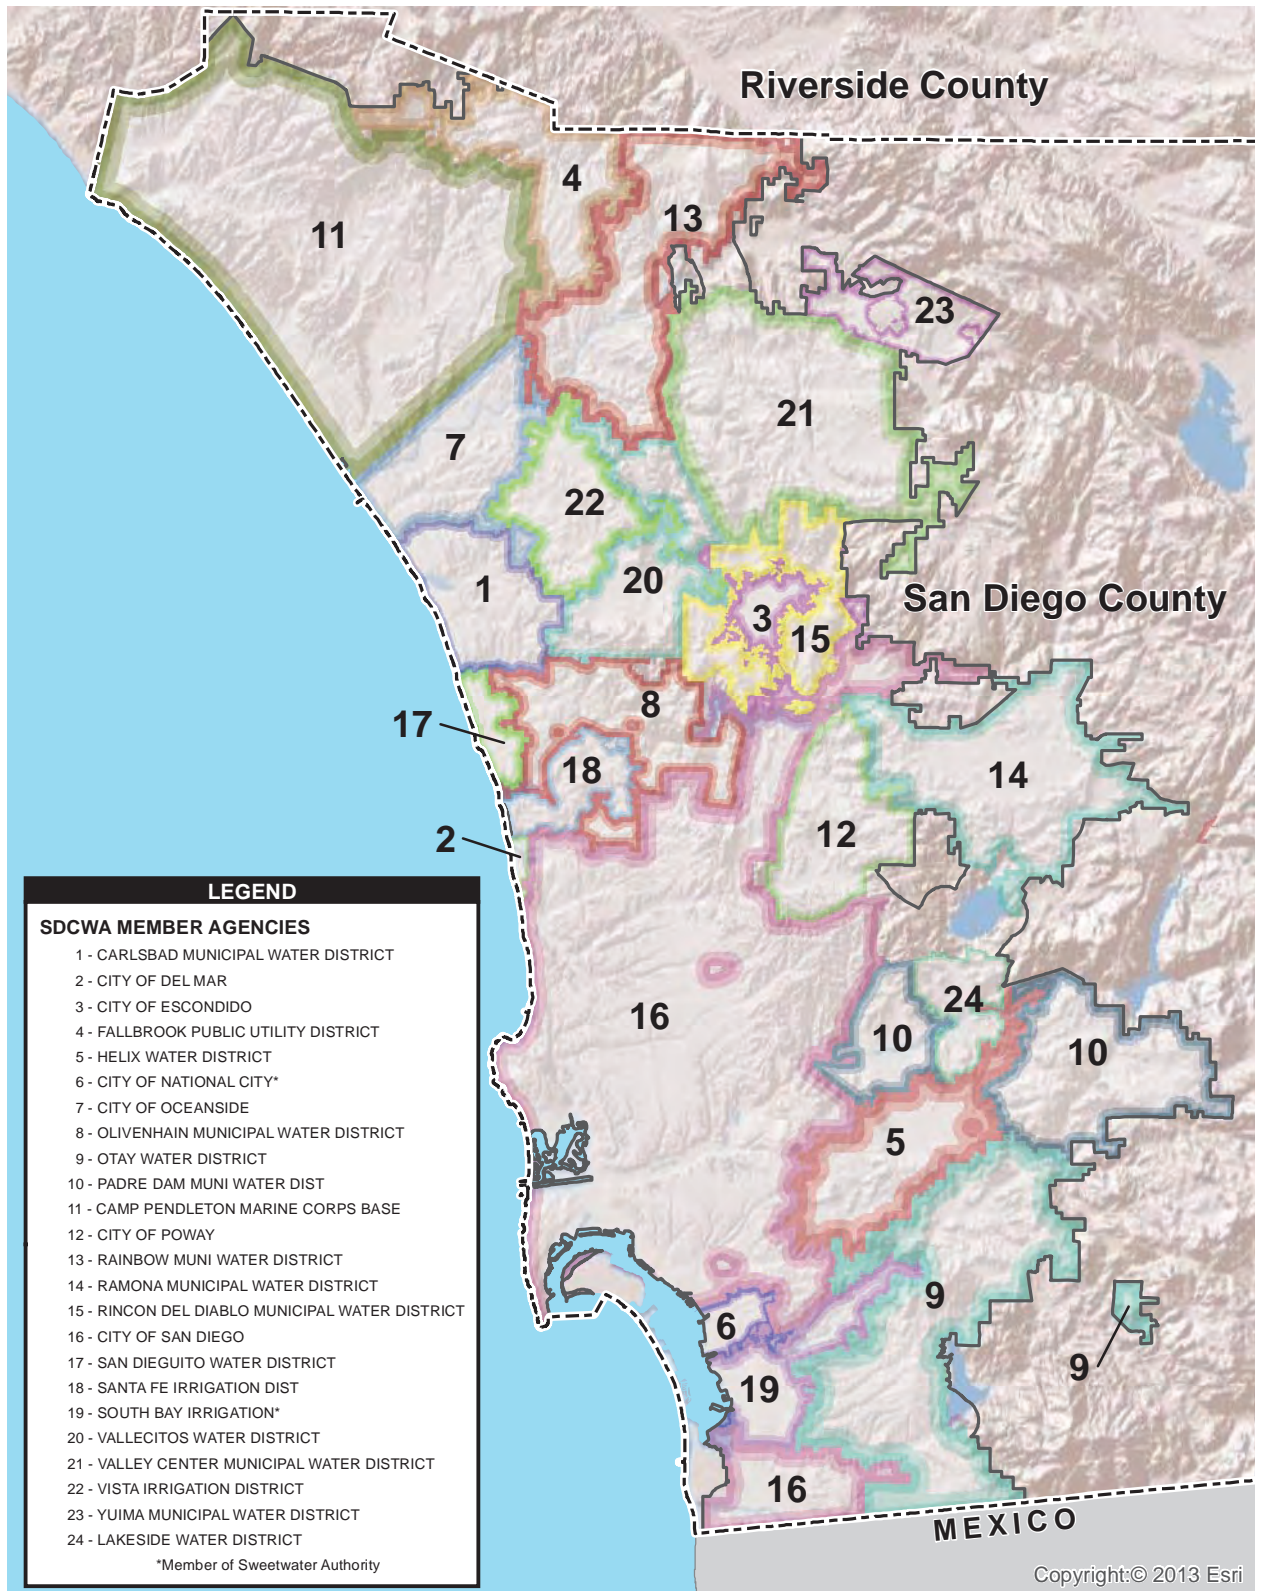 Riverside County
4
11
13
23
21
7
22
1
20
San Diego County
3
15
8
17
18
14
12
2
16
24
10
10
5
9
6
9
19
16
MEXICO
Copyright:© 2013 Esri
LEGEND
SDCWA MEMBER AGENCIES
1 - CARLSBAD MUNICIPAL WATER DISTRICT
2 - CITY OF DEL MAR
3 - CITY OF ESCONDIDO
4 - FALLBROOK PUBLIC UTILITY DISTRICT
5 - HELIX WATER DISTRICT
6 - CITY OF NATIONAL CITY*
7 - CITY OF OCEANSIDE
8 - OLIVENHAIN MUNICIPAL WATER DISTRICT
9 - OTAY WATER DISTRICT
10 - PADRE DAM MUNI WATER DIST
11 - CAMP PENDLETON MARINE CORPS BASE
12 - CITY OF POWAY
13 - RAINBOW MUNI WATER DISTRICT
14 - RAMONA MUNICIPAL WATER DISTRICT
15 - RINCON DEL DIABLO MUNICIPAL WATER DISTRICT
16 - CITY OF SAN DIEGO
17 - SAN DIEGUITO WATER DISTRICT
18 - SANTA FE IRRIGATION DIST
19 - SOUTH BAY IRRIGATION*
20 - VALLECITOS WATER DISTRICT
21 - VALLEY CENTER MUNICIPAL WATER DISTRICT
22 - VISTA IRRIGATION DISTRICT
23 - YUIMA MUNICIPAL WATER DISTRICT
24 - LAKESIDE WATER DISTRICT
*Member of Sweetwater Authority